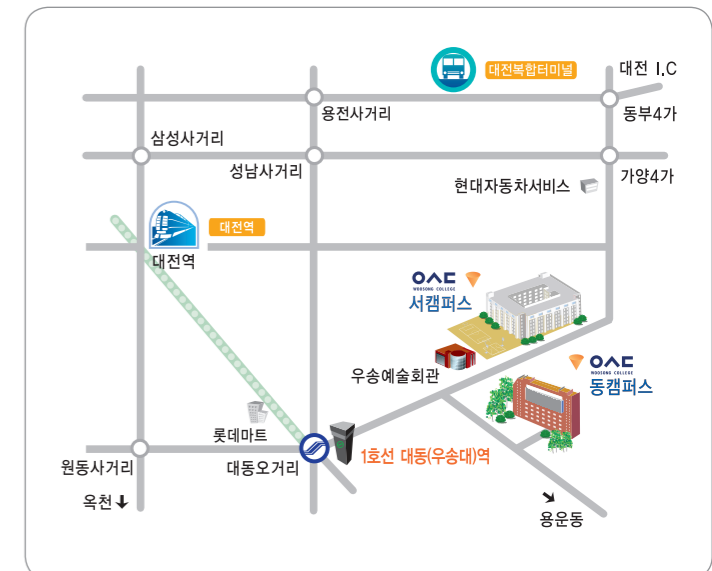 대전복합터미널
대전 I.C
용전사거리
동부4가
삼성사거리
성남사거리
가양4가
현대자동차서비스
대전역
대전역
WOOSONG COLLEGE
서캠퍼스
우송예술회관
WOOSONG COLLEGE
동캠퍼스
롯데마트
원동사거리
대동오거리
1호선 대동(우송대)역
옥천
용운동